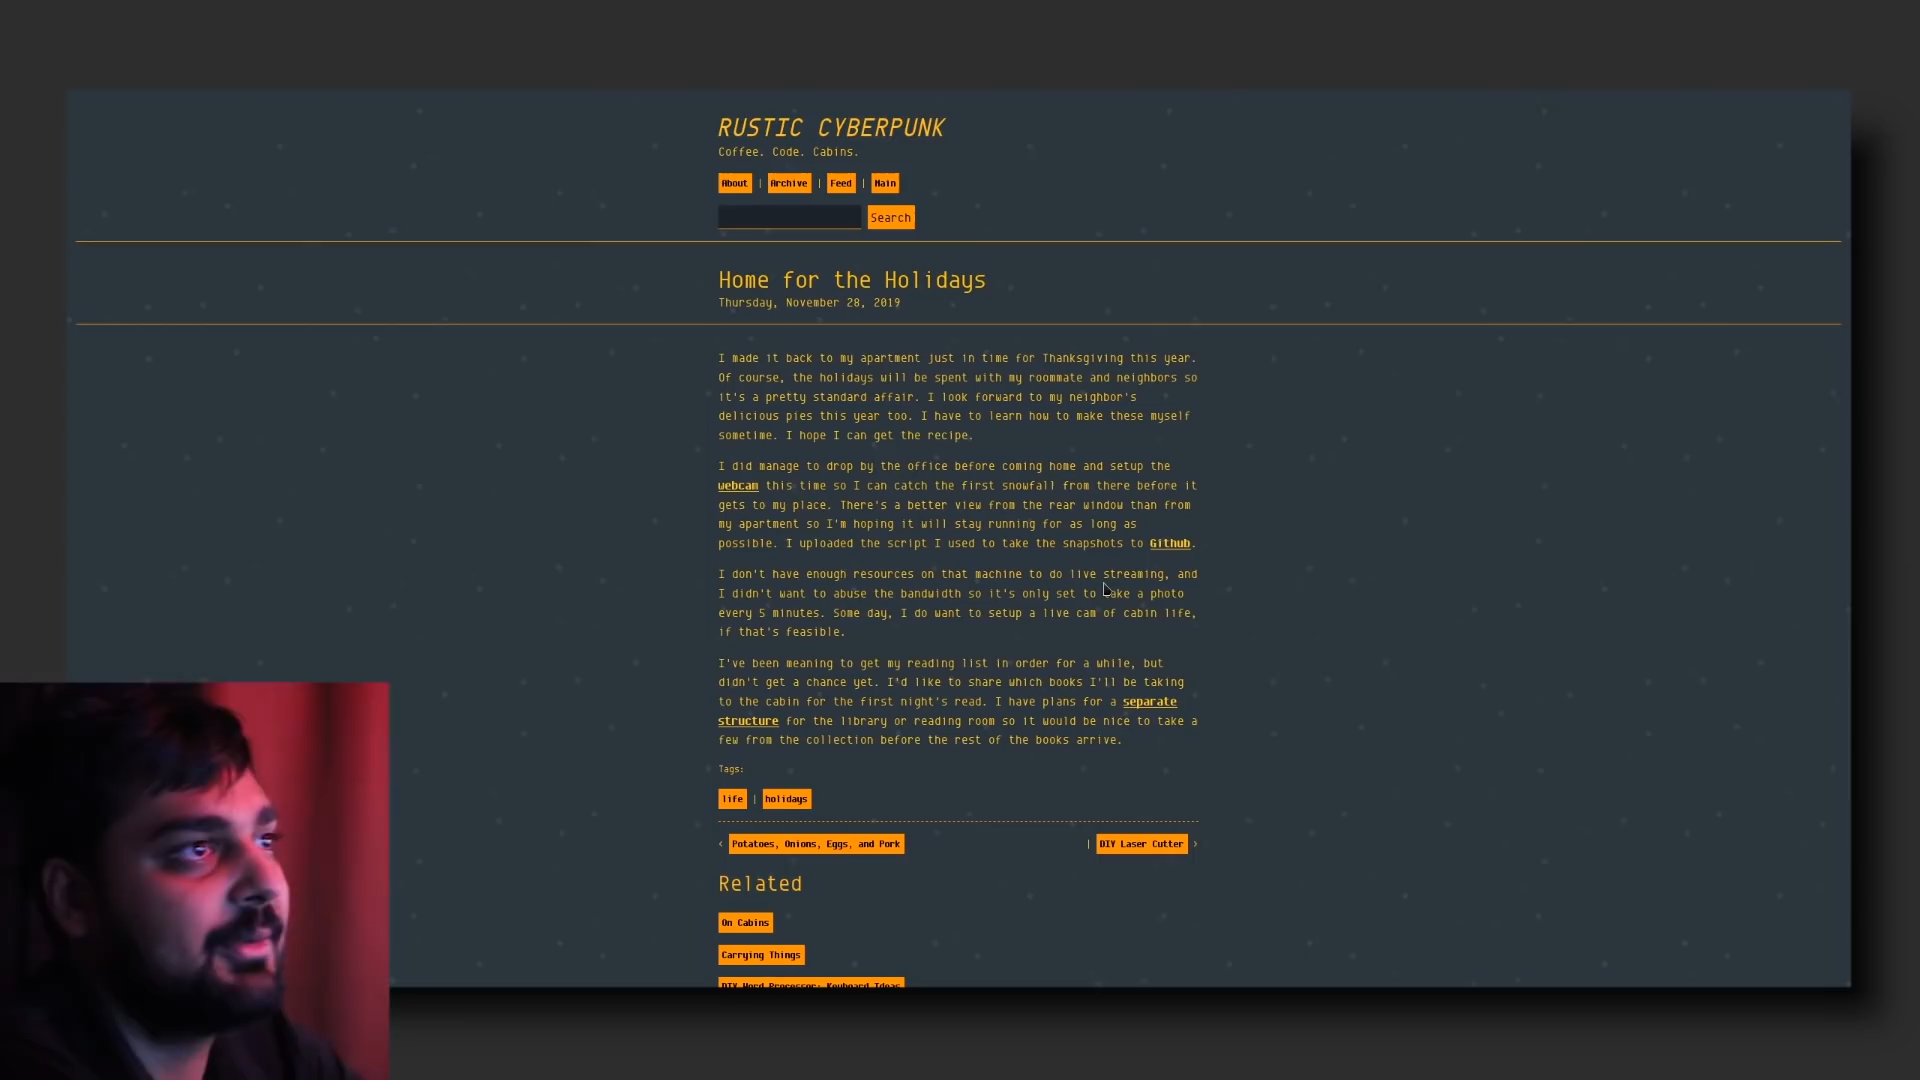 RUSTIC CYBERPUNK
Coffee. Code. Cabins.
About | Archive | Feed | Main
Search
Home for the Holidays
Thursday, November 28, 2019
I made it back to my apartment just in time for Thanksgiving this year.
Of course, the holidays will be spent with my roommate and neighbors so
it's a pretty standard affair. I look forward to my neighbor's
delicious pies this year too. I have to learn how to make these myself
sometime. I hope I can get the recipe.
I did manage to drop by the office before coming home and setup the
webcam this time so I can catch the first snowfall from there before it
gets to my place. There's a better view from the rear window than from
my apartment so I'm hoping it will stay running for as long as
possible. I uploaded the script I used to take the snapshots to Github.
I don't have enough resources on that machine to do live streaming, and
I didn't want to abuse the bandwidth so it's only set to take a photo
every 5 minutes. Some day, I do want to setup a live cam of cabin life,
if that's feasible.
I've been meaning to get my reading list in order for a while, but
didn't get a chance yet. I'd like to share which books I'll be taking
to the cabin for the first night's read. I have plans for a separate
structure for the library or reading room so it would be nice to take a
few from the collection before the rest of the books arrive.
Tags:
life | holidays
‹ Potatoes, Onions, Eggs, and Pork | DIY Laser Cutter ›
Related
On Cabins
Carrying Things
DIY Word Processor: Keyboard Ideas